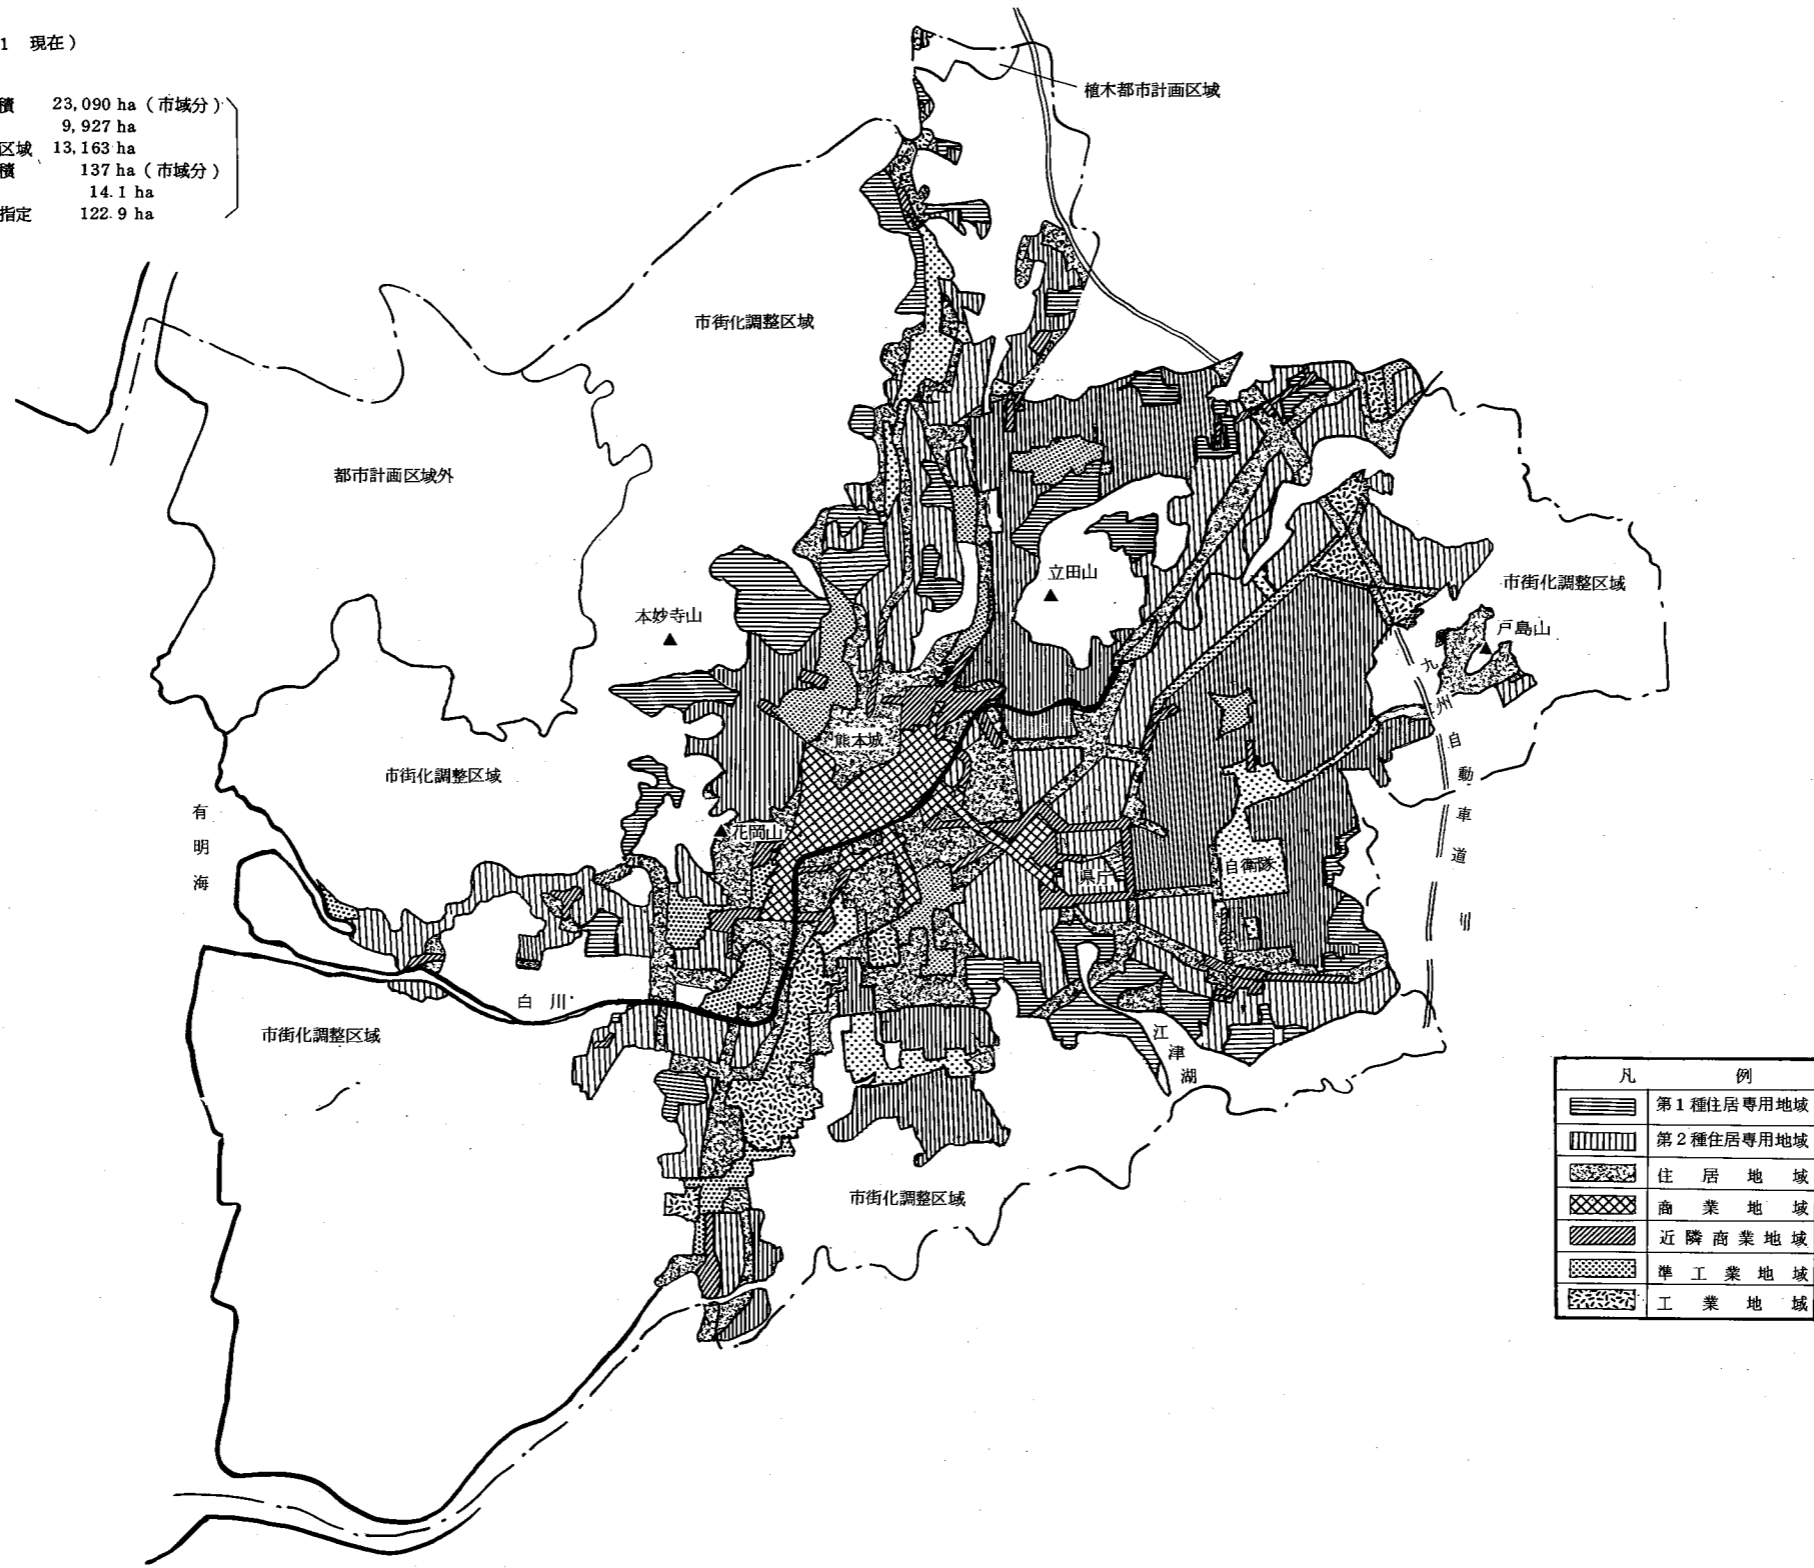 1 現在）
積 23,090 ha（市域分）
9,927 ha
区域 13,163 ha
積 137 ha（市域分）
14.1 ha
指定 122.9 ha
植木都市計画区域
市街化調整区域
都市計画区域外
立田山
市街化調整区域
本妙寺山
戸島山
九州自動車道
熊本城
市街化調整区域
有明海
花岡山
自衛隊
県庁
白川
市街化調整区域
江津湖
市街化調整区域
凡例
第1種住居専用地域
第2種住居専用地域
住居地域
商業地域
近隣商業地域
準工業地域
工業地域